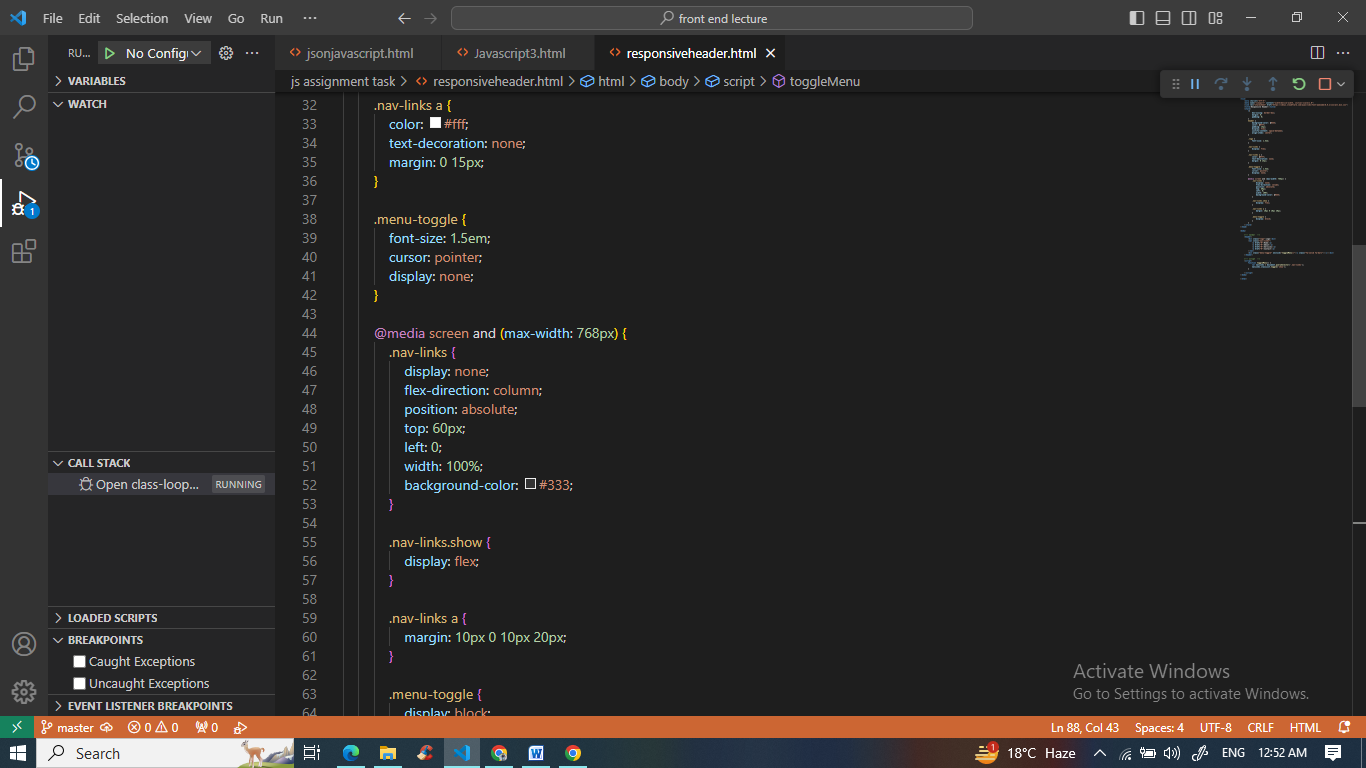 File Edit Selection View Go Run ···
front end lecture
RU... No Config ···
jsonjavascript.html
Javascript3.html
responsiveheader.html
js assignment task > responsiveheader.html > html > body > script > toggleMenu
VARIABLES
WATCH
CALL STACK
Open class-loop... RUNNING
LOADED SCRIPTS
BREAKPOINTS
Caught Exceptions
Uncaught Exceptions
EVENT LISTENER BREAKPOINTS
1
32 .nav-links a {
33 color: #fff;
34 text-decoration: none;
35 margin: 0 15px;
36 }
37
38 .menu-toggle {
39 font-size: 1.5em;
40 cursor: pointer;
41 display: none;
42 }
43
44 @media screen and (max-width: 768px) {
45 .nav-links {
46 display: none;
47 flex-direction: column;
48 position: absolute;
49 top: 60px;
50 left: 0;
51 width: 100%;
52 background-color: #333;
53 }
54
55 .nav-links.show {
56 display: flex;
57 }
58
59 .nav-links a {
60 margin: 10px 0 10px 20px;
61 }
62
63 .menu-toggle {
64 display: block;
Activate Windows
Go to Settings to activate Windows.
master 0 0 0
Ln 88, Col 43 Spaces: 4 UTF-8 CRLF HTML
Search
1 18°C Haze ENG 12:52 AM